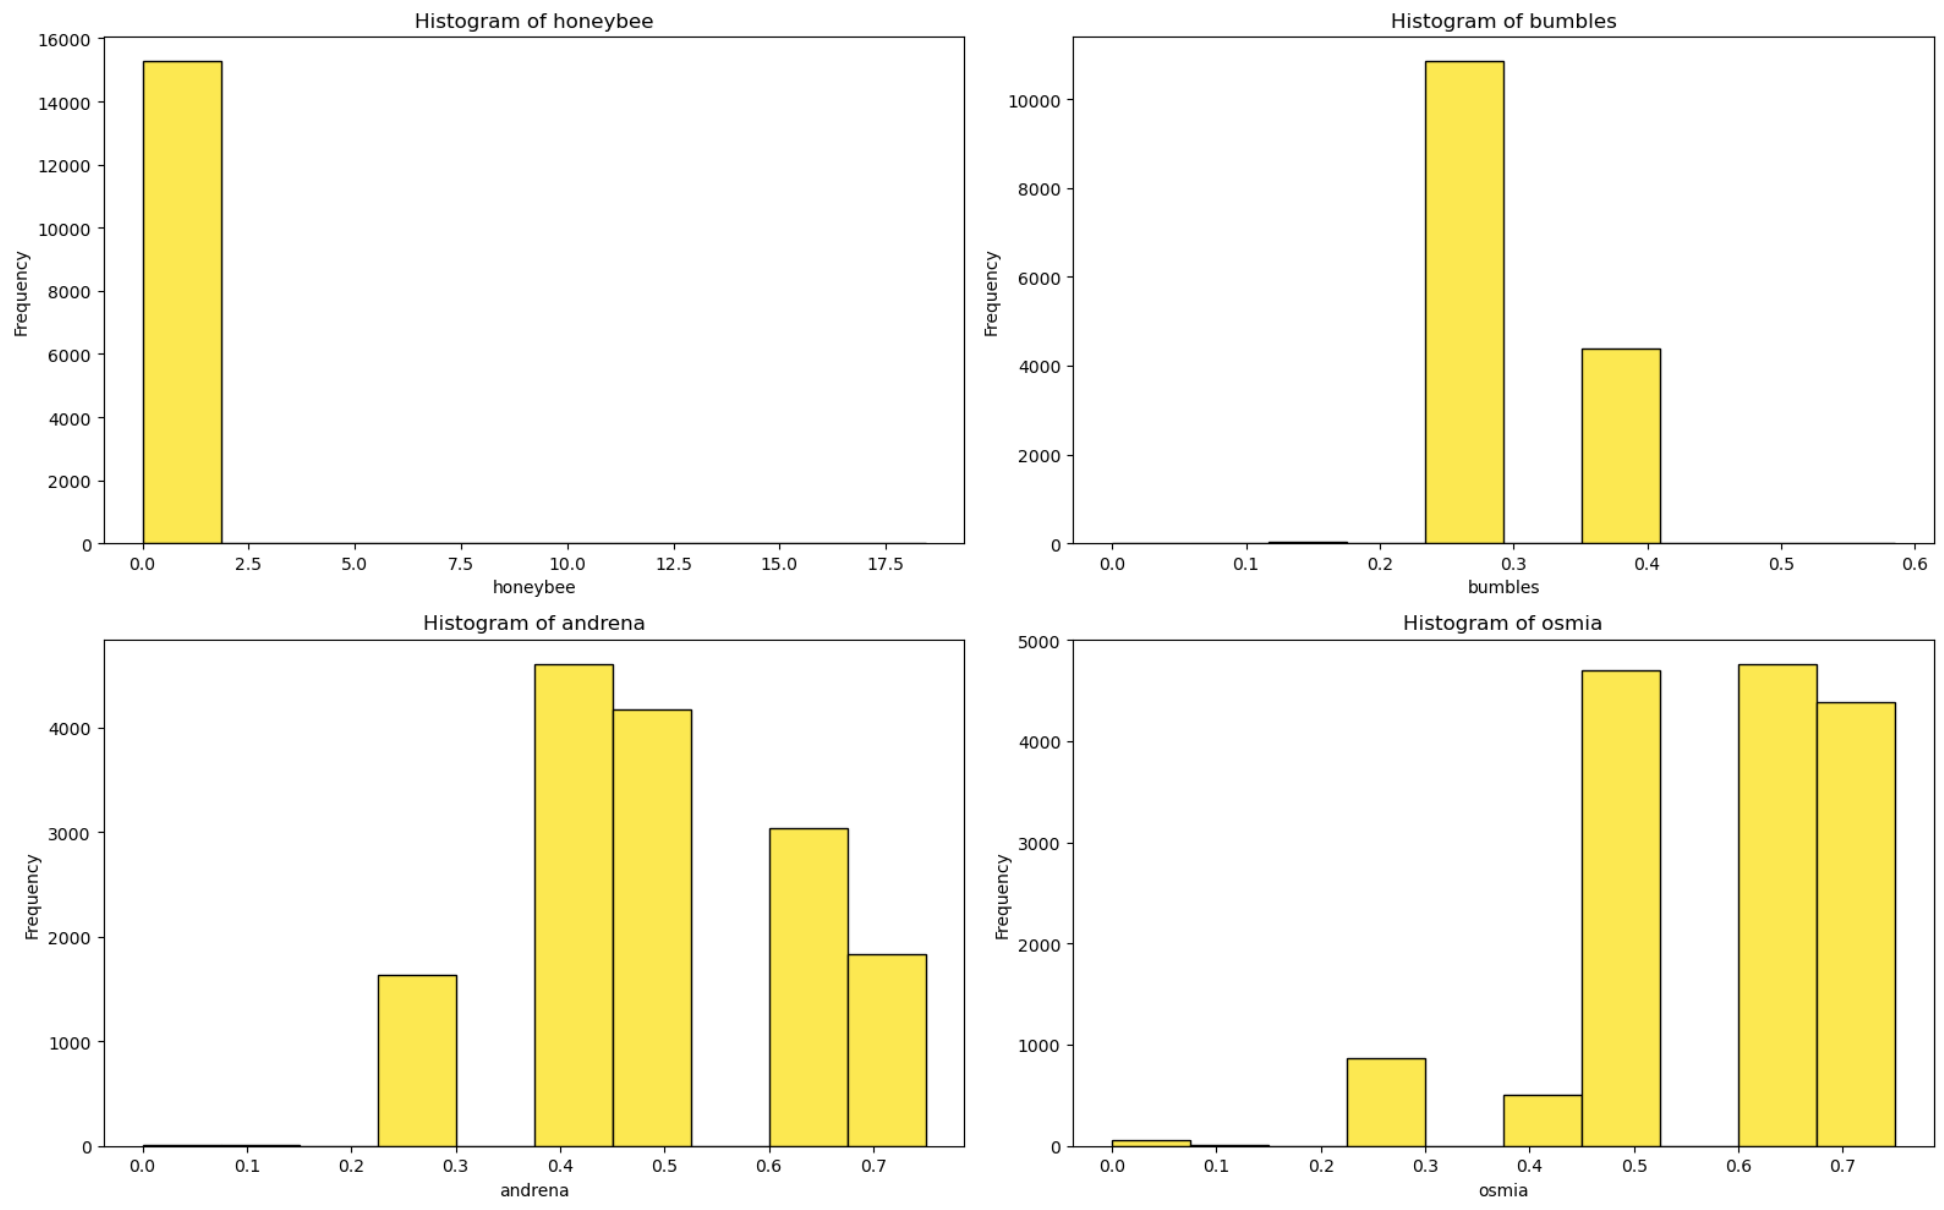 Histogram of honeybee
16000
14000
12000
10000
8000
6000
4000
2000
0
Frequency
0.0 2.5 5.0 7.5 10.0 12.5 15.0 17.5
honeybee
Histogram of bumbles
10000
8000
6000
4000
2000
0
Frequency
0.0 0.1 0.2 0.3 0.4 0.5 0.6
bumbles
Histogram of andrena
4000
3000
2000
1000
0
Frequency
0.0 0.1 0.2 0.3 0.4 0.5 0.6 0.7
andrena
Histogram of osmia
5000
4000
3000
2000
1000
0
Frequency
0.0 0.1 0.2 0.3 0.4 0.5 0.6 0.7
osmia